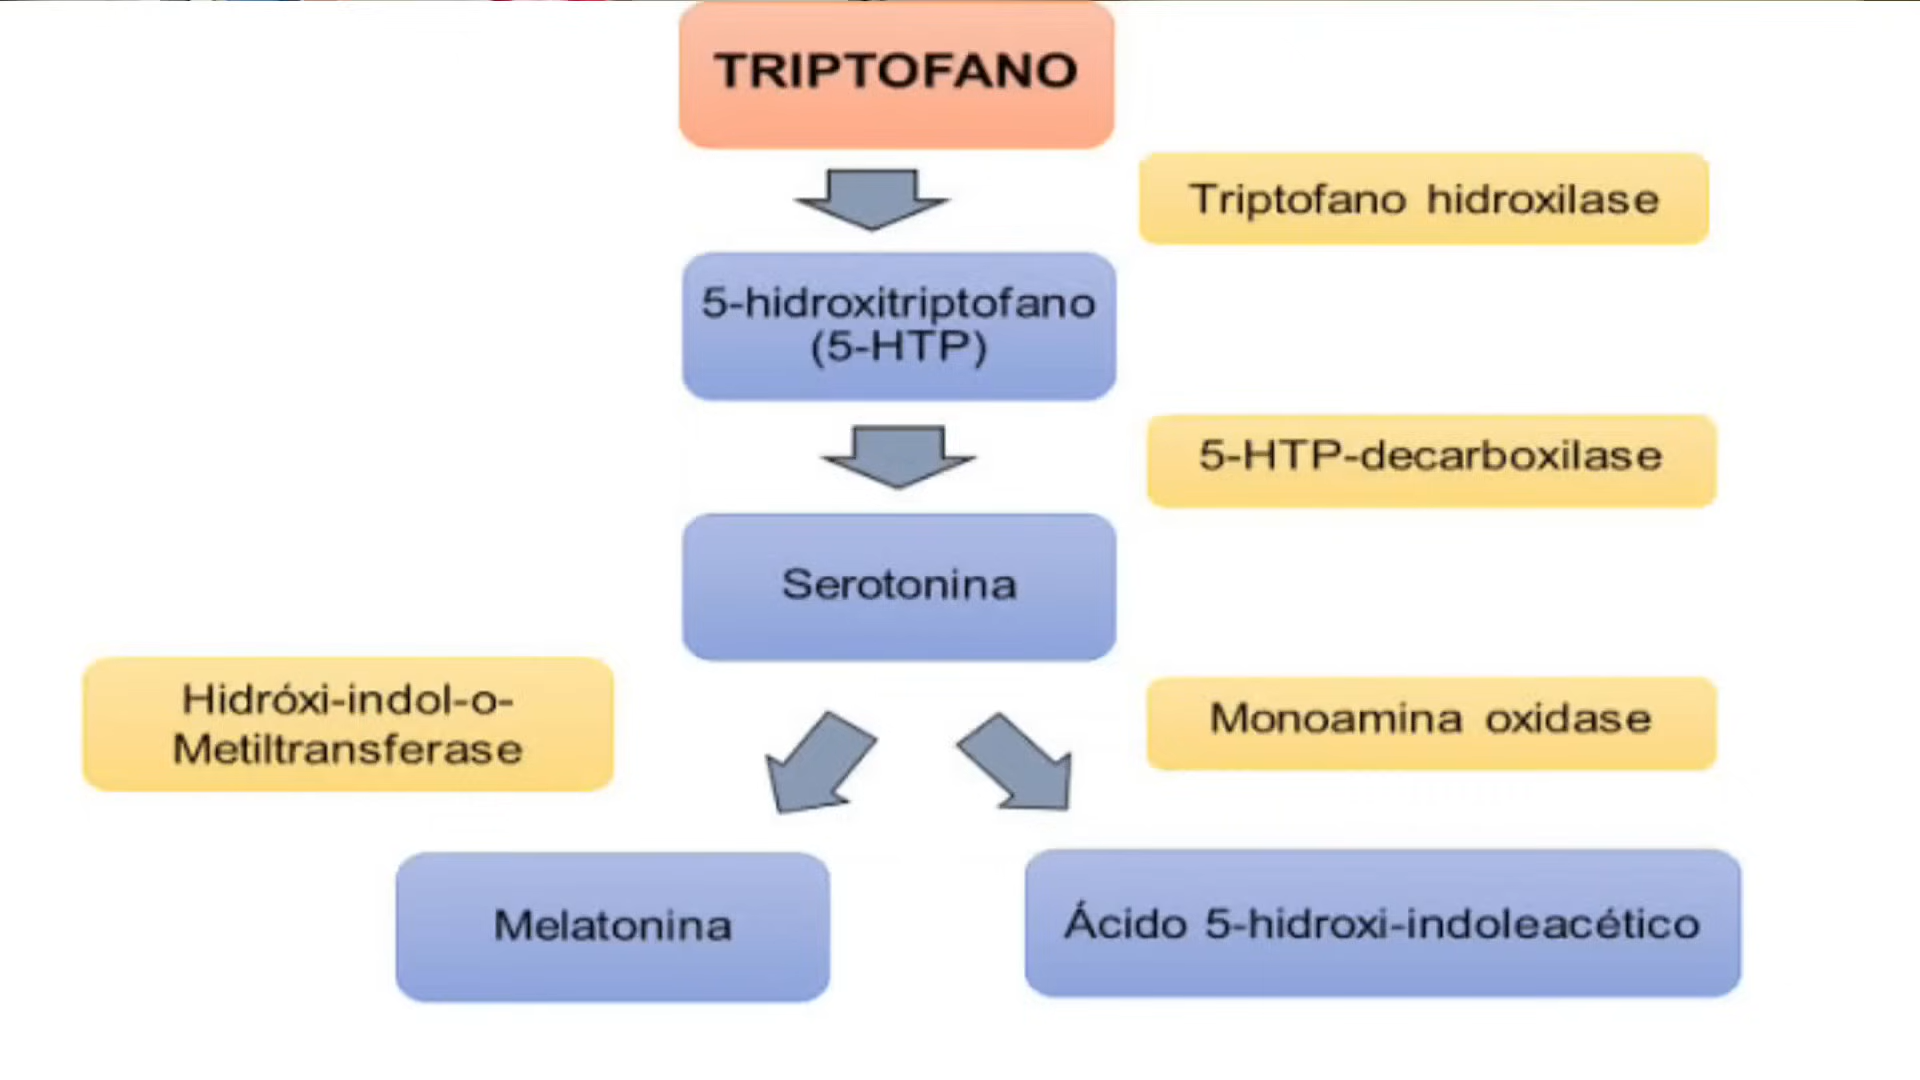 TRIPTOFANO
Triptofano hidroxilase
5-hidroxitriptofano
(5-HTP)
5-HTP-decarboxilase
Serotonina
Hidróxi-indol-o-
Metiltransferase
Monoamina oxidase
Melatonina
Ácido 5-hidroxi-indoleacético